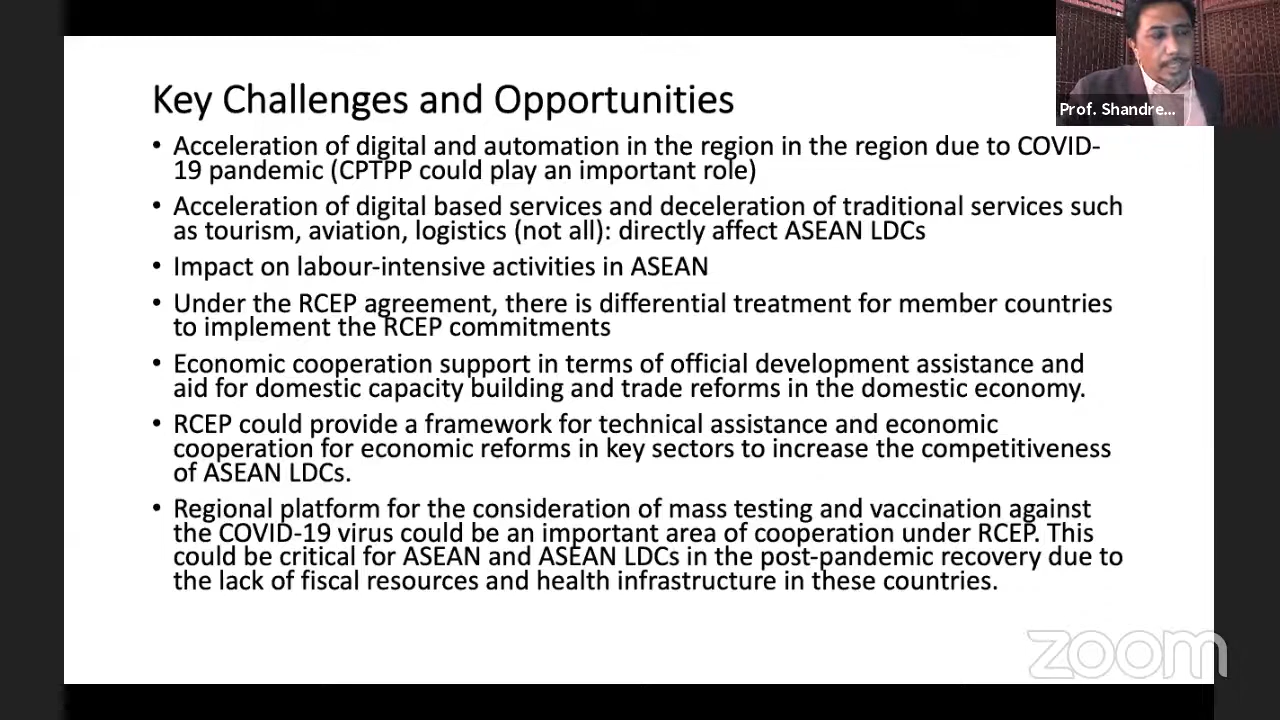 Key Challenges and Opportunities
• Acceleration of digital and automation in the region in the region due to COVID-
19 pandemic (CPTPP could play an important role)
• Acceleration of digital based services and deceleration of traditional services such
as tourism, aviation, logistics (not all): directly affect ASEAN LDCs
• Impact on labour-intensive activities in ASEAN
• Under the RCEP agreement, there is differential treatment for member countries
to implement the RCEP commitments
• Economic cooperation support in terms of official development assistance and
aid for domestic capacity building and trade reforms in the domestic economy.
• RCEP could provide a framework for technical assistance and economic
cooperation for economic reforms in key sectors to increase the competitiveness
of ASEAN LDCs.
• Regional platform for the consideration of mass testing and vaccination against
the COVID-19 virus could be an important area of cooperation under RCEP. This
could be critical for ASEAN and ASEAN LDCs in the post-pandemic recovery due to
the lack of fiscal resources and health infrastructure in these countries.
Prof. Shandre...
zoom